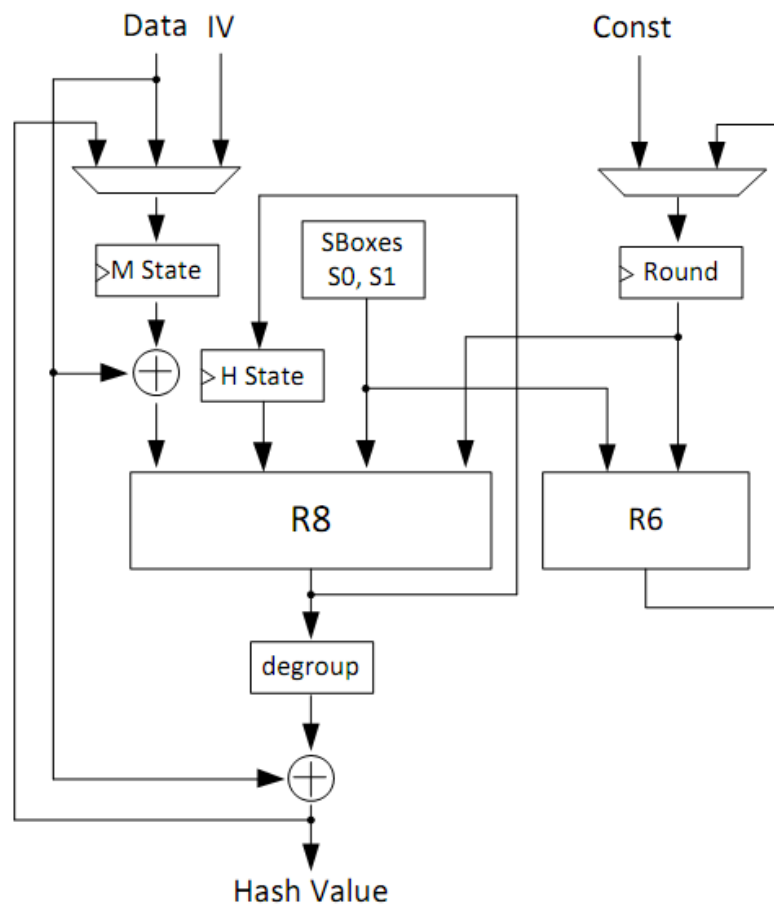 Data IV
Const
M State
SBoxes
S0, S1
Round
H State
R8
R6
degroup
Hash Value